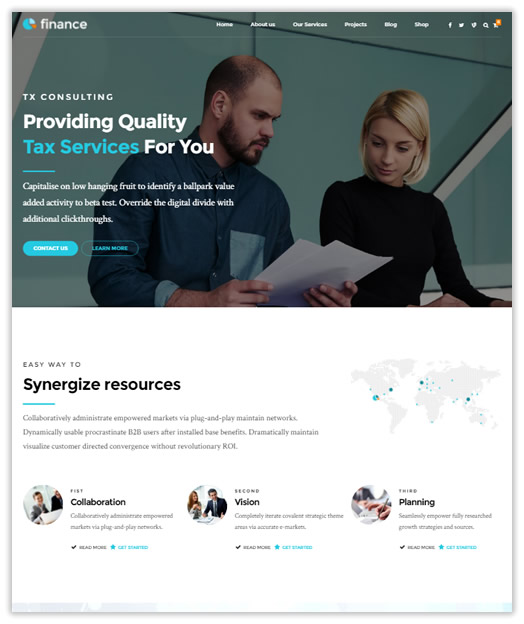 finance
Home About us Our Services Projects Blog Shop
TX CONSULTING
Providing Quality
Tax Services For You
Capitalise on low hanging fruit to identify a ballpark value
added activity to beta test. Override the digital divide with
additional clickthroughs.
CONTACT US LEARN MORE
EASY WAY TO
Synergize resources
Collaboratively administrate empowered markets via plug-and-play maintain networks.
Dynamically usable procrastinate B2B users after installed base benefits. Dramatically maintain
visualize customer directed convergence without revolutionary ROI.
FIST
Collaboration
Collaboratively administrate empowered
markets via plug-and-play networks.
READ MORE GET STARTED
SECOND
Vision
Completely iterate covalent strategic theme
areas via accurate e-markets.
READ MORE GET STARTED
THIRD
Planning
Seamlessly empower fully researched
growth strategies and sources.
READ MORE GET STARTED